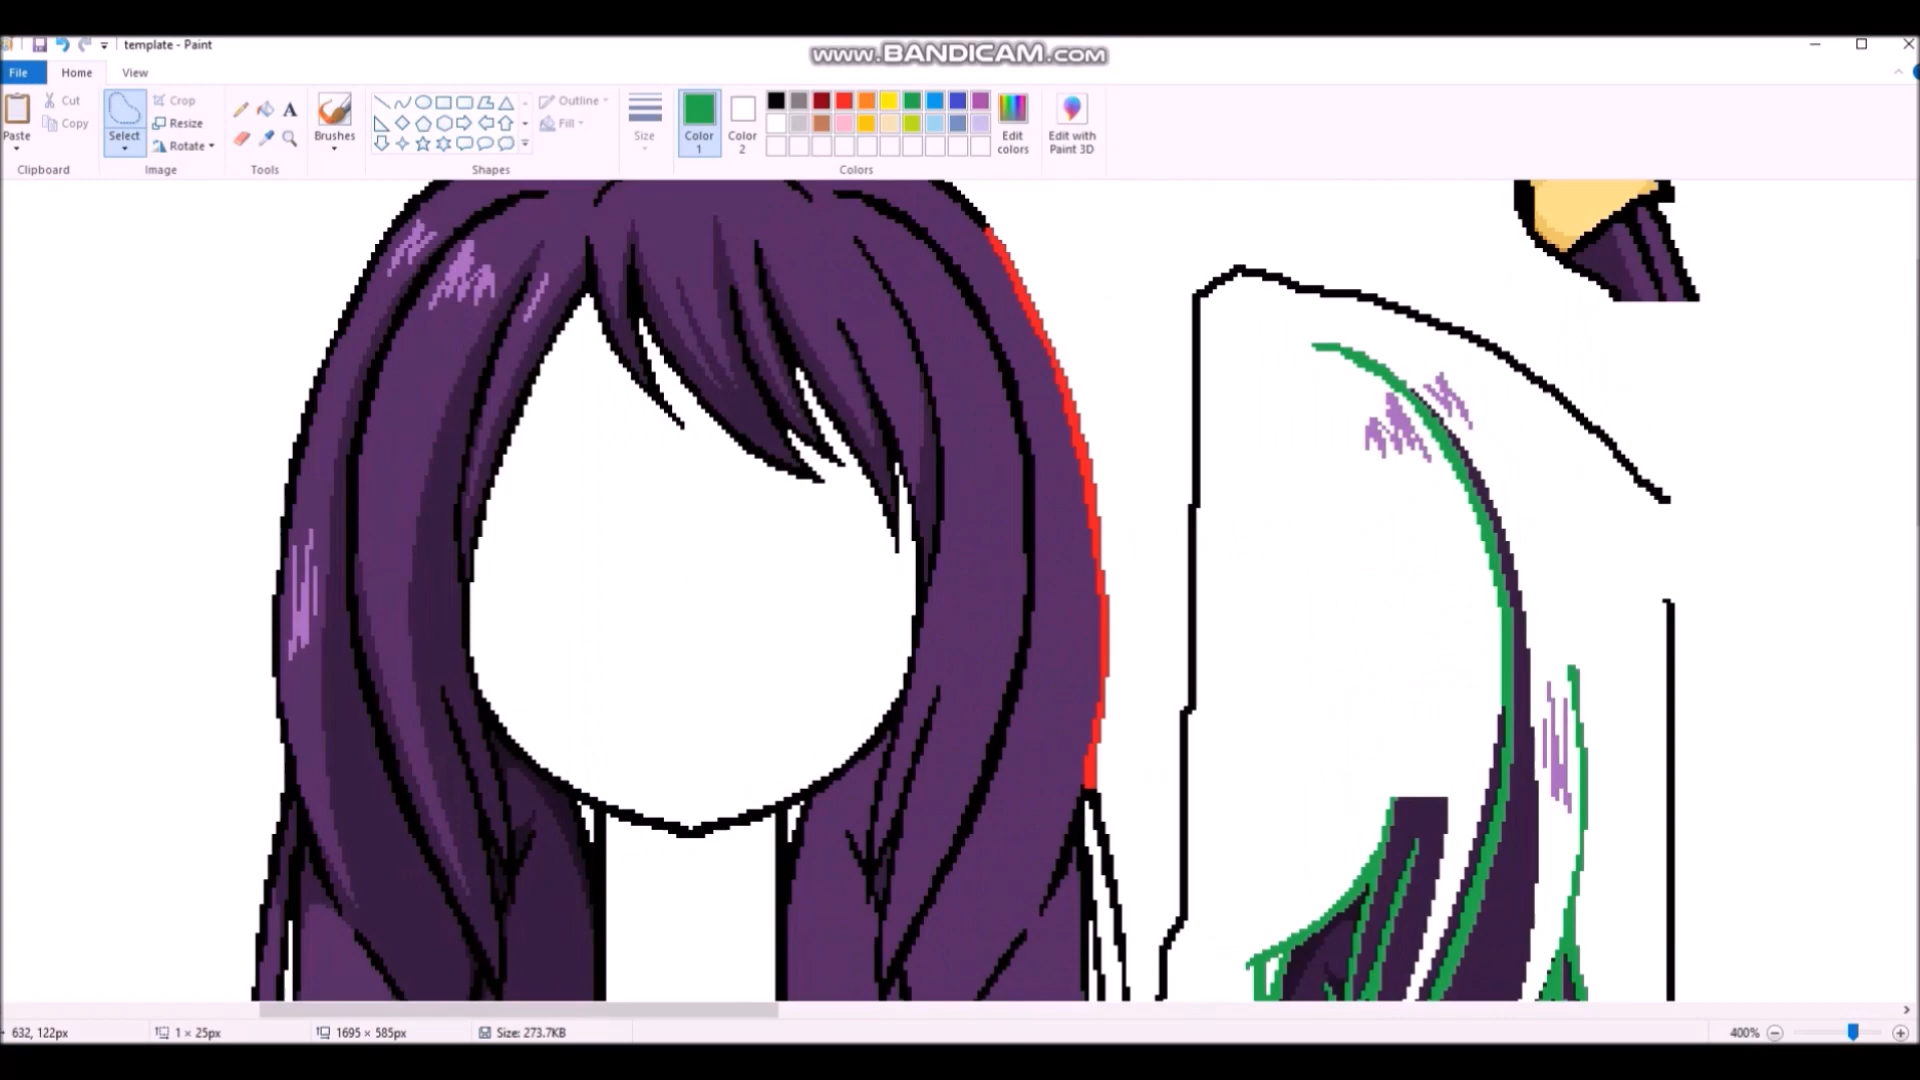 template - Paint
www.BANDICAM.com
File
Home
View
Cut
Copy
Paste
Clipboard
Select
Crop
Resize
Rotate
Image
A
Tools
Brushes
Outline
Fill
Shapes
Size
Color
1
Color
2
Edit
colors
Colors
Edit with
Paint 3D
632, 122px
1 × 25px
1695 × 585px
Size: 273.7KB
400%